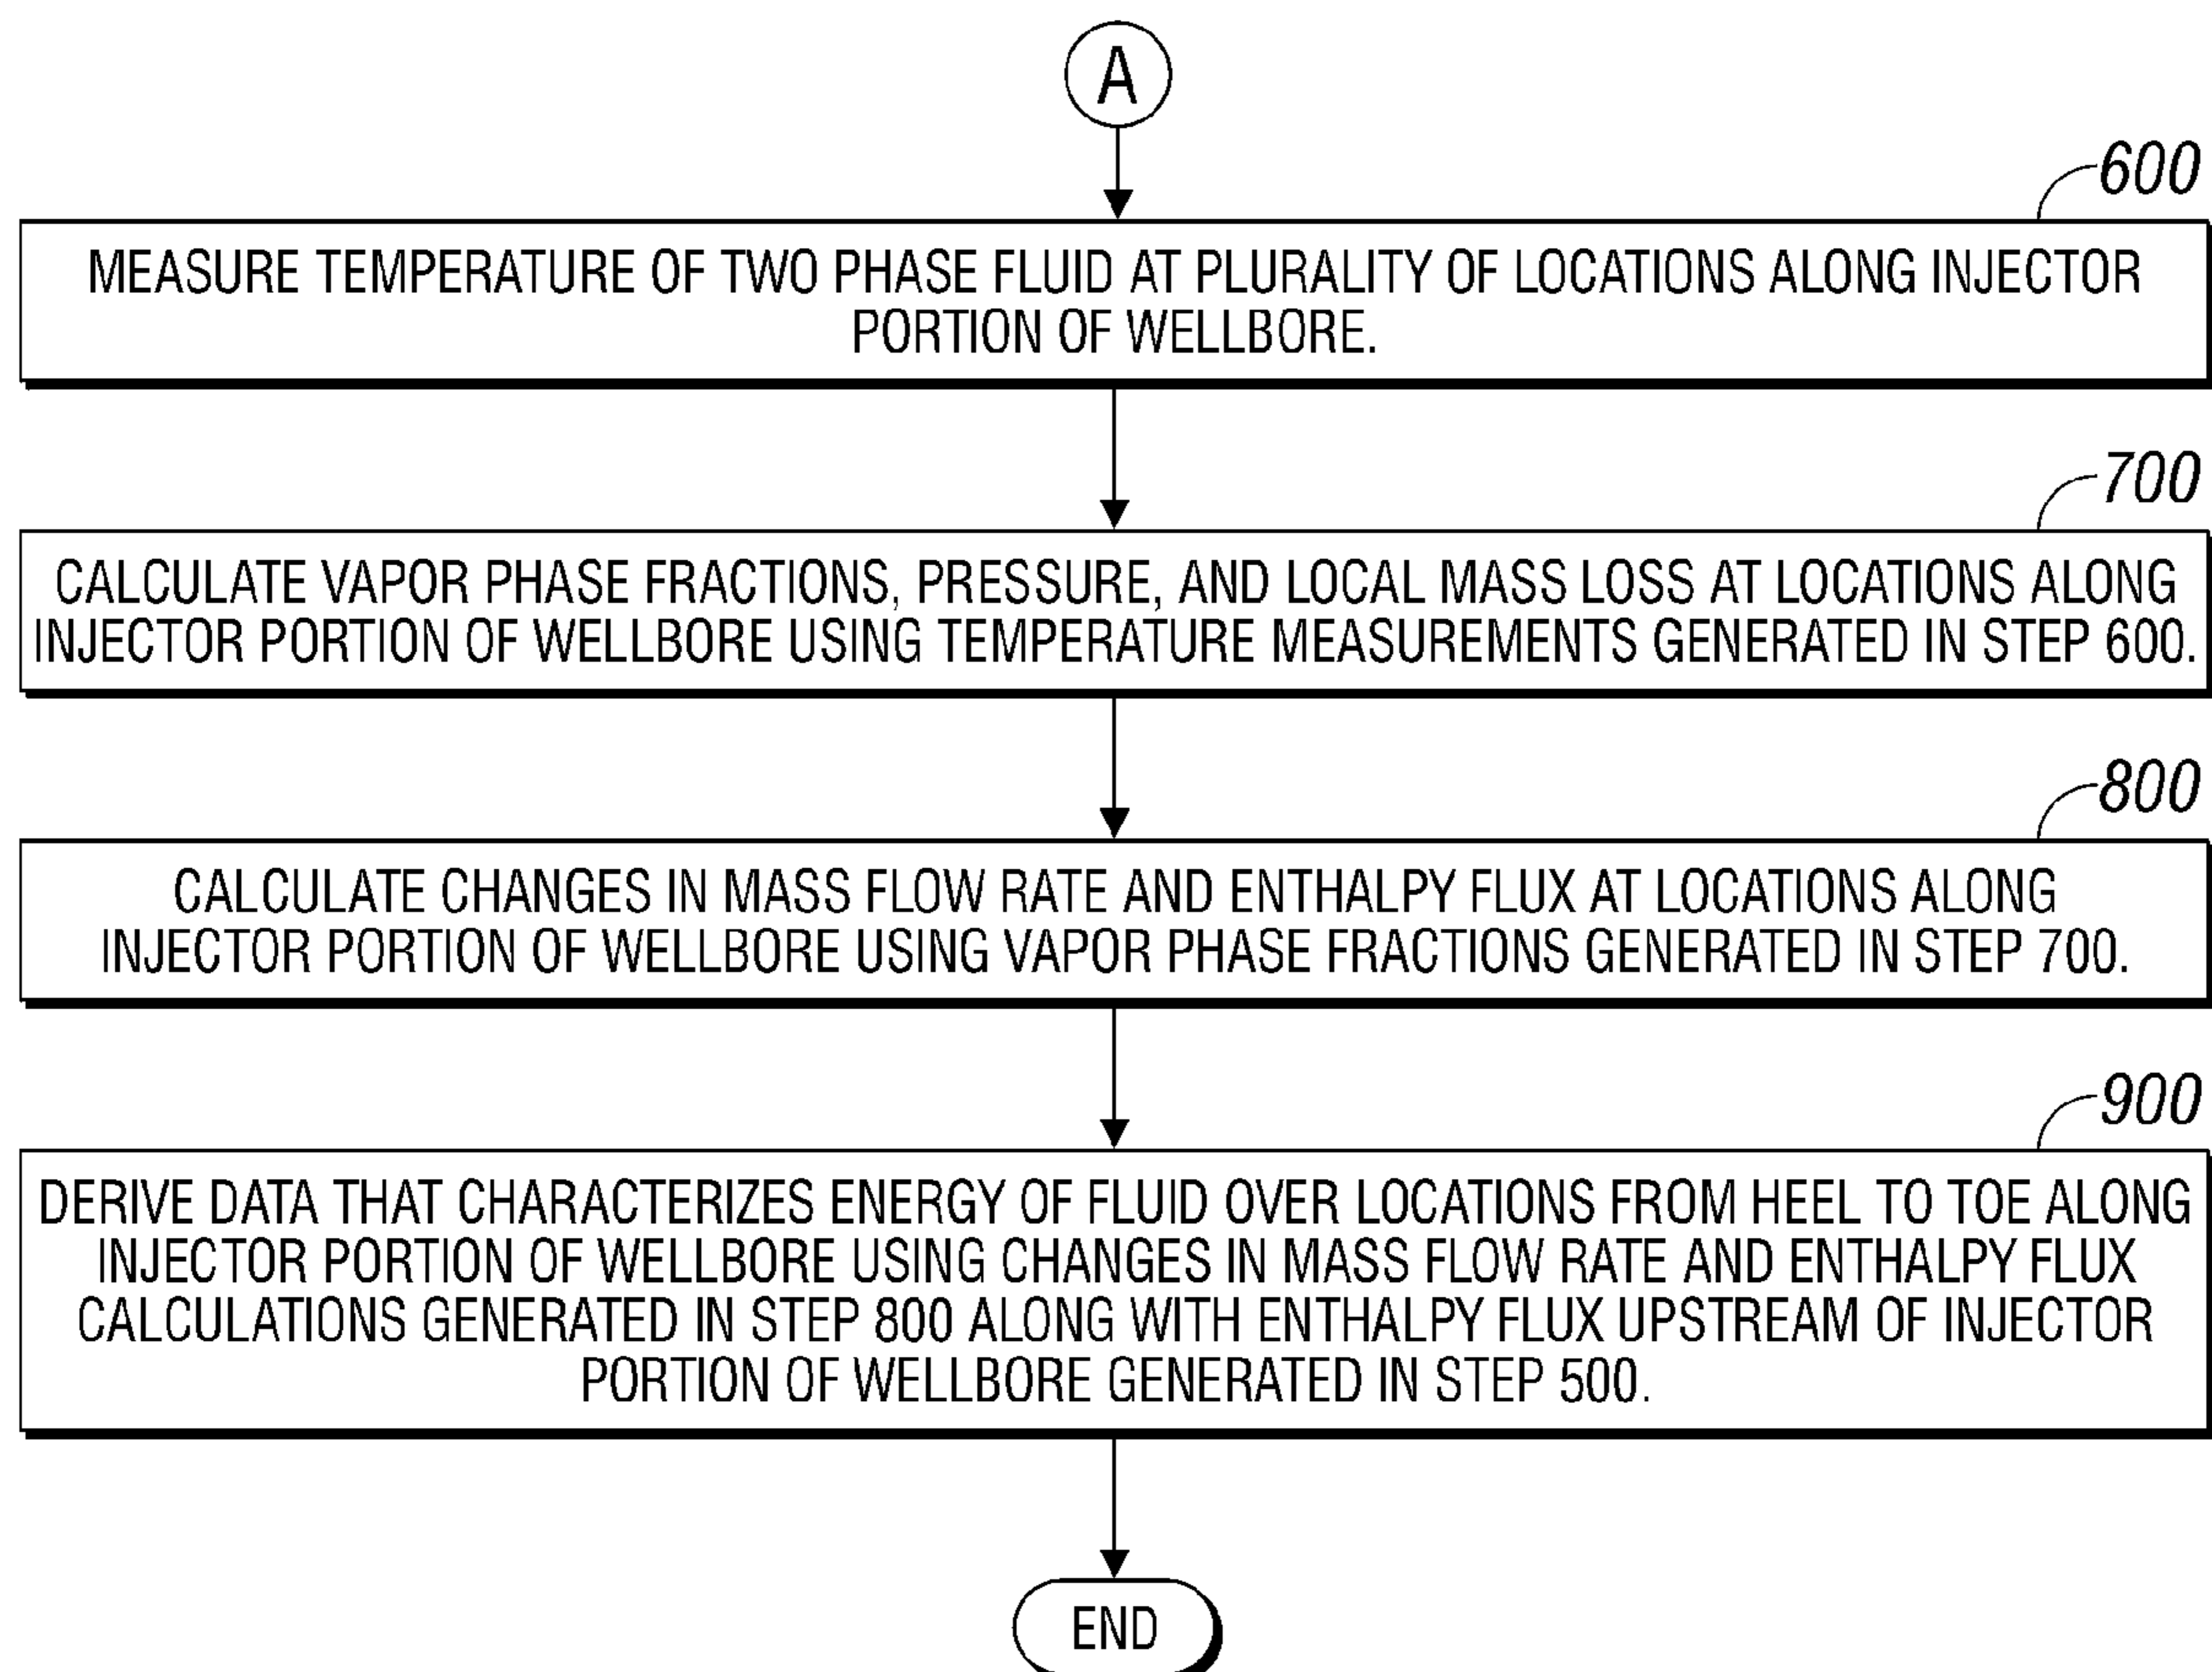 A
600
MEASURE TEMPERATURE OF TWO PHASE FLUID AT PLURALITY OF LOCATIONS ALONG INJECTOR
PORTION OF WELLBORE.
700
CALCULATE VAPOR PHASE FRACTIONS, PRESSURE, AND LOCAL MASS LOSS AT LOCATIONS ALONG
INJECTOR PORTION OF WELLBORE USING TEMPERATURE MEASUREMENTS GENERATED IN STEP 600.
800
CALCULATE CHANGES IN MASS FLOW RATE AND ENTHALPY FLUX AT LOCATIONS ALONG
INJECTOR PORTION OF WELLBORE USING VAPOR PHASE FRACTIONS GENERATED IN STEP 700.
900
DERIVE DATA THAT CHARACTERIZES ENERGY OF FLUID OVER LOCATIONS FROM HEEL TO TOE ALONG
INJECTOR PORTION OF WELLBORE USING CHANGES IN MASS FLOW RATE AND ENTHALPY FLUX
CALCULATIONS GENERATED IN STEP 800 ALONG WITH ENTHALPY FLUX UPSTREAM OF INJECTOR
PORTION OF WELLBORE GENERATED IN STEP 500.
END